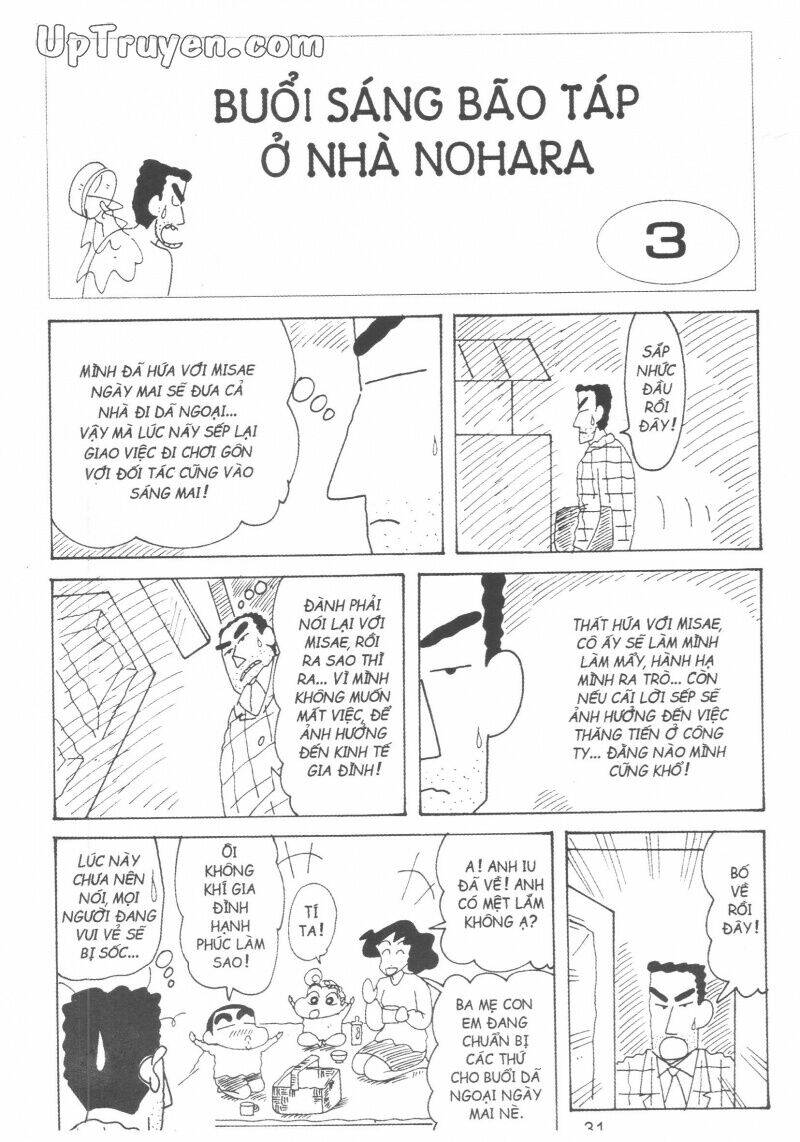 UpTruyen.com
BUỔI SÁNG BÃO TÁP
Ở NHÀ NOHARA
3
SẮP
NHỨC
ĐẦU
RỒI
ĐÂY!
MÌNH ĐÃ HỨA VỚI MISAE
NGÀY MAI SẼ ĐƯA CẢ
NHÀ ĐI DÃ NGOẠI...
VẬY MÀ LÚC NÃY SẾP LẠI
GIAO VIỆC ĐI CHƠI GÔN
VỚI ĐỐI TÁC CŨNG VÀO
SÁNG MAI!
THẤT HỨA VỚI MISAE,
CÔ ẤY SẼ LÀM MÌNH
LÀM MẨY, HÀNH HẠ
MÌNH RA TRÒ... CÒN
NẾU CÃI LỜI SẾP SẼ
ẢNH HƯỞNG ĐẾN VIỆC
THĂNG TIẾN Ở CÔNG
TY... ĐẰNG NÀO MÌNH
CŨNG KHỔ!
ĐÀNH PHẢI
NÓI LẠI VỚI
MISAE, RỒI
RA SAO THÌ
RA... VÌ MÌNH
KHÔNG MUỐN
MẤT VIỆC, ĐỂ
ẢNH HƯỞNG
ĐẾN KINH TẾ
GIA ĐÌNH!
BỐ
VỀ
RỒI
ĐÂY!
A! ANH IU
ĐÃ VỀ! ANH
CÓ MỆT LẮM
KHÔNG Ạ?
BA MẸ CON
EM ĐANG
CHUẨN BỊ
CÁC THỨ
CHO BUỔI DÃ
NGOẠI NGÀY
MAI NÈ.
TÍ
TA!
ÔI
KHÔNG
KHÍ GIA
ĐÌNH
HẠNH
PHÚC LÀM
SAO!
LÚC NÀY
CHƯA NÊN
NÓI, MỌI
NGƯỜI ĐANG
VUI VẺ SẼ
BỊ SỐC...
31